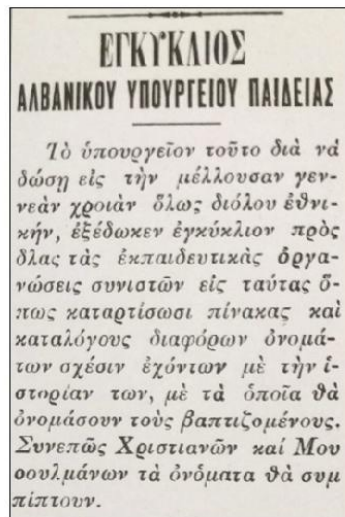 ΕΓΚΥΚΛΙΟΣ
ΑΛΒΑΝΙΚΟΥ ΥΠΟΥΡΓΕΙΟΥ ΠΑΙΔΕΙΑΣ
Τὸ ὑπουργεῖον τοῦτο διὰ νὰ
δώσῃ εἰς τὴν μέλλουσαν γεν-
νεὰν χροιὰν ὅλως διόλου ἐθνι-
κήν, ἐξέδωκεν ἐγκύκλιον πρὸς
ὅλας τὰς ἐκπαιδευτικὰς ὀργα-
νώσεις συνιστῶν εἰς ταύτας ὅ-
πως καταρτίσωσι πίνακας καὶ
καταλόγους διαφόρων ὀνομά-
των σχέσιν ἐχόντων μὲ τὴν ἱ-
στορίαν των, μὲ τὰ ὁποῖα θὰ
ὀνομάσουν τοὺς βαπτιζομένους.
Συνεπῶς Χριστιανῶν καί Μου
σουλμάνων τὰ ὀνόματα θὰ συμ
πίπτουν.